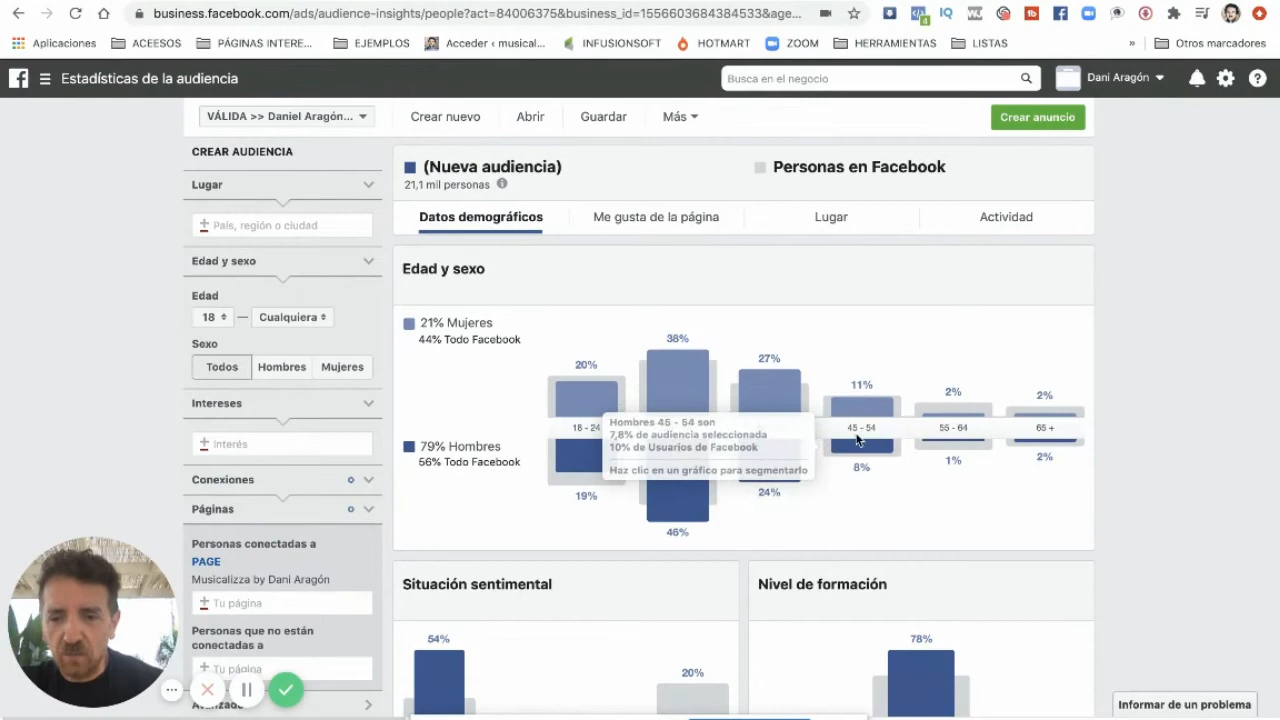 business.facebook.com/ads/audience-insights/people?act=84006375&business_id=1556603684384533&age...
Aplicaciones
ACEESOS
PÁGINAS INTERE...
EJEMPLOS
Acceder ‹ musical...
INFUSIONSOFT
HOTMART
ZOOM
HERRAMIENTAS
LISTAS
»
Otros marcadores
Estadísticas de la audiencia
Busca en el negocio
Dani Aragón
VÁLIDA >> Daniel Aragón...
Crear nuevo
Abrir
Guardar
Más
Crear anuncio
CREAR AUDIENCIA
Lugar
País, región o ciudad
Edad y sexo
Edad
18 — Cualquiera
Sexo
Todos
Hombres
Mujeres
Intereses
Interés
Conexiones
Páginas
Personas conectadas a
PAGE
Musicalizza by Dani Aragón
Tu página
Personas que no están
conectadas a
Tu página
Avanzado
(Nueva audiencia)
21,1 mil personas
Personas en Facebook
Datos demográficos
Me gusta de la página
Lugar
Actividad
Edad y sexo
21% Mujeres
44% Todo Facebook
79% Hombres
56% Todo Facebook
20%
38%
27%
11%
2%
2%
18 - 24
45 - 54
55 - 64
65 +
19%
46%
24%
8%
1%
2%
Hombres 45 - 54 son
7,8% de audiencia seleccionada
10% de Usuarios de Facebook
Haz clic en un gráfico para segmentarlo
Situación sentimental
54%
20%
Nivel de formación
78%
Informar de un problema